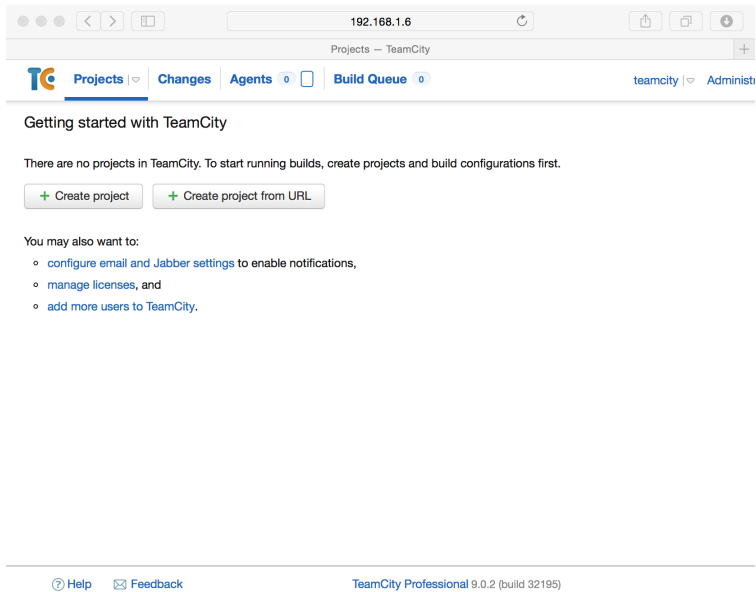 192.168.1.6
Projects — TeamCity
TC Projects Changes Agents 0 Build Queue 0 teamcity Administr
Getting started with TeamCity
There are no projects in TeamCity. To start running builds, create projects and build configurations first.
+ Create project + Create project from URL
You may also want to:
configure email and Jabber settings to enable notifications,
manage licenses, and
add more users to TeamCity.
? Help Feedback TeamCity Professional 9.0.2 (build 32195)